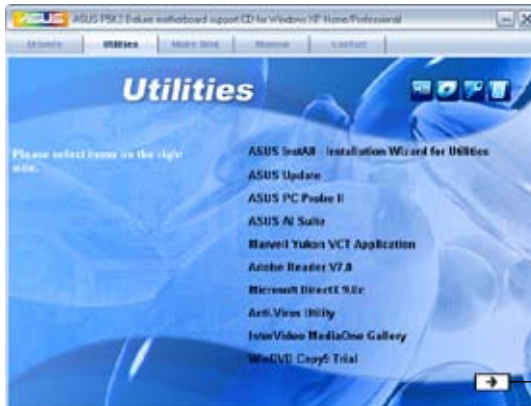 ASUS P5K3 Deluxe motherboard support CD for Windows XP Home/Professional
Drivers Utilities Make Disk Manual Contact
Utilities
Please select items on the right
side.
ASUS InstAll - Installation Wizard for Utilities
ASUS Update
ASUS PC Probe II
ASUS AI Suite
Marvell Yukon VCT Application
Adobe Reader V7.0
Microsoft DirectX 9.0c
Anti-Virus Utility
InterVideo MediaOne Gallery
WinDVD Copy5 Trial